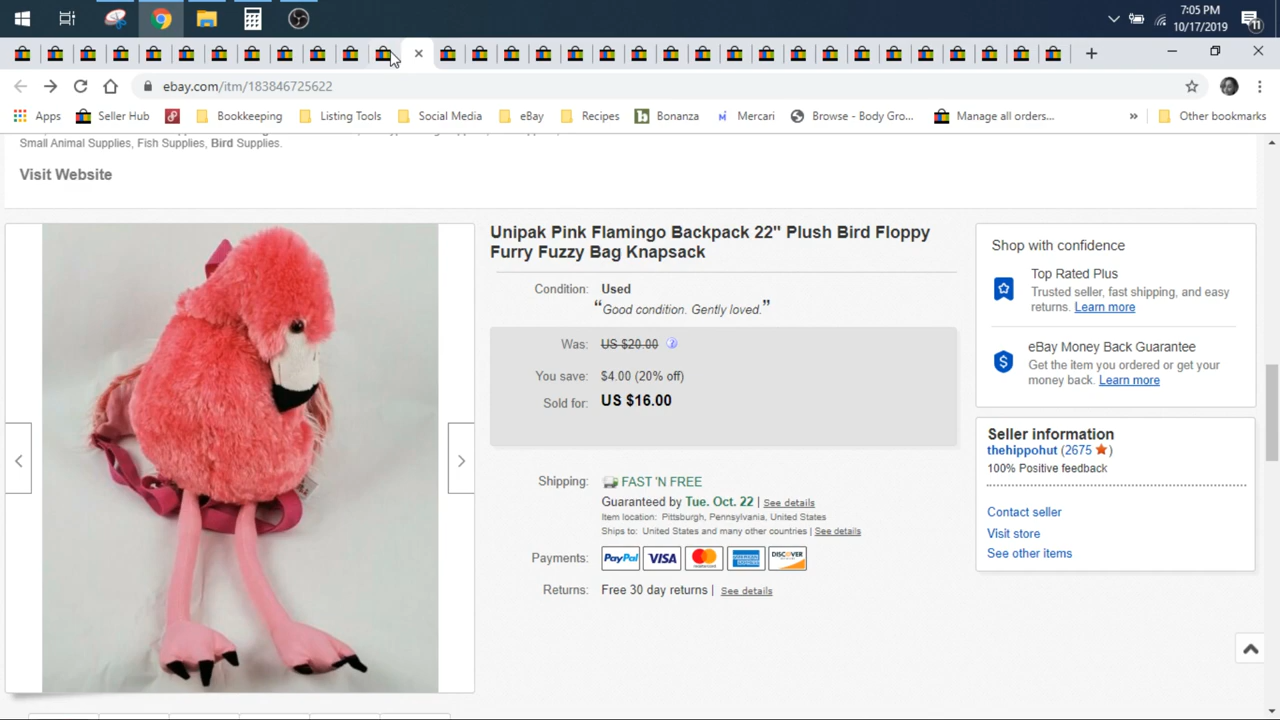 7:05 PM
10/17/2019
11
ebay.com/itm/183846725622
Apps
Seller Hub
Bookkeeping
Listing Tools
Social Media
eBay
Recipes
Bonanza
Mercari
Browse - Body Gro...
Manage all orders...
»
Other bookmarks
Small Animal Supplies, Fish Supplies, Bird Supplies.
Visit Website
Unipak Pink Flamingo Backpack 22" Plush Bird Floppy
Furry Fuzzy Bag Knapsack
Condition: Used
“Good condition. Gently loved.”
Was: US $20.00
You save: $4.00 (20% off)
Sold for: US $16.00
Shipping: FAST 'N FREE
Guaranteed by Tue. Oct. 22 | See details
Item location: Pittsburgh, Pennsylvania, United States
Ships to: United States and many other countries | See details
Payments: PayPal VISA MasterCard AMERICAN EXPRESS DISCOVER
Returns: Free 30 day returns | See details
Shop with confidence
Top Rated Plus
Trusted seller, fast shipping, and easy
returns. Learn more
eBay Money Back Guarantee
Get the item you ordered or get your
money back. Learn more
Seller information
thehippohut (2675 ★)
100% Positive feedback
Contact seller
Visit store
See other items